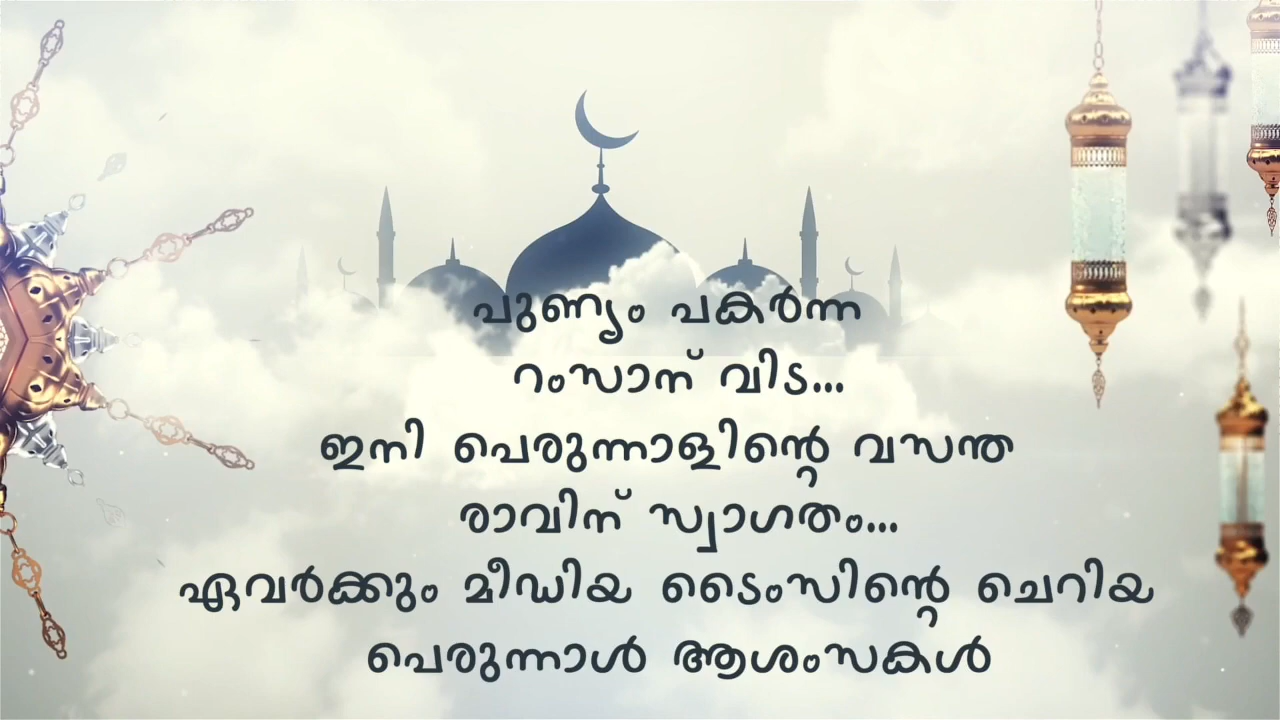 പുണ്യം പകർന്ന
റംസാന് വിട...
ഇനി പെരുന്നാളിന്റെ വസന്ത
രാവിന് സ്വാഗതം...
ഏവർക്കും മീഡിയ ടൈംസിന്റെ ചെറിയ
പെരുന്നാൾ ആശംസകൾ